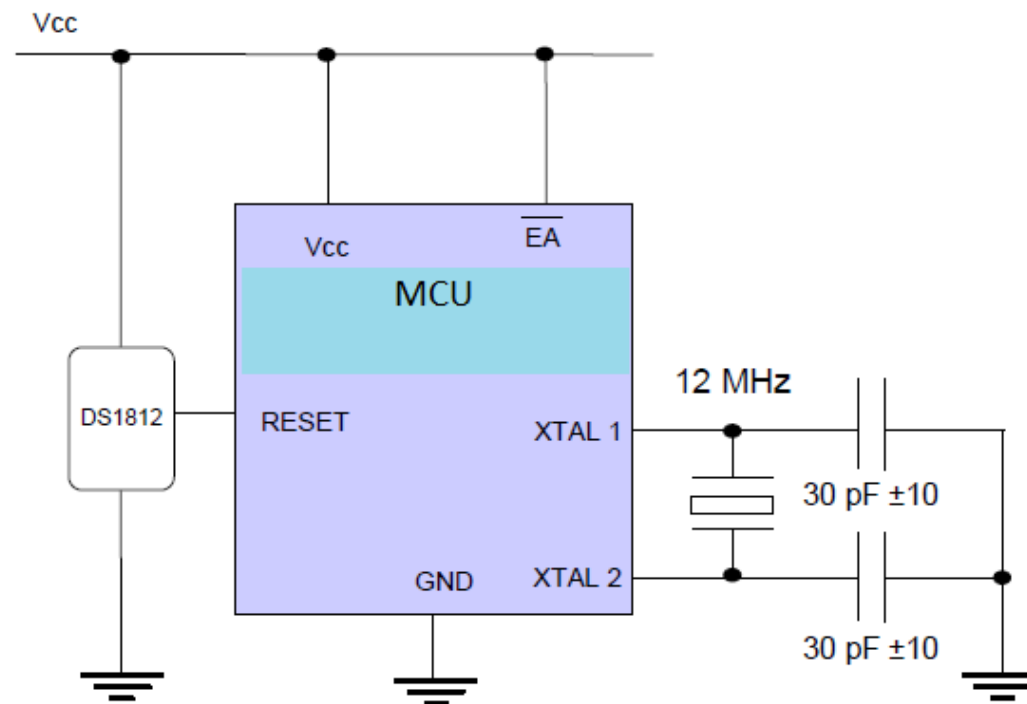 Vcc
Vcc
EA
MCU
DS1812
RESET
12 MHz
XTAL 1
30 pF ±10
GND
XTAL 2
30 pF ±10